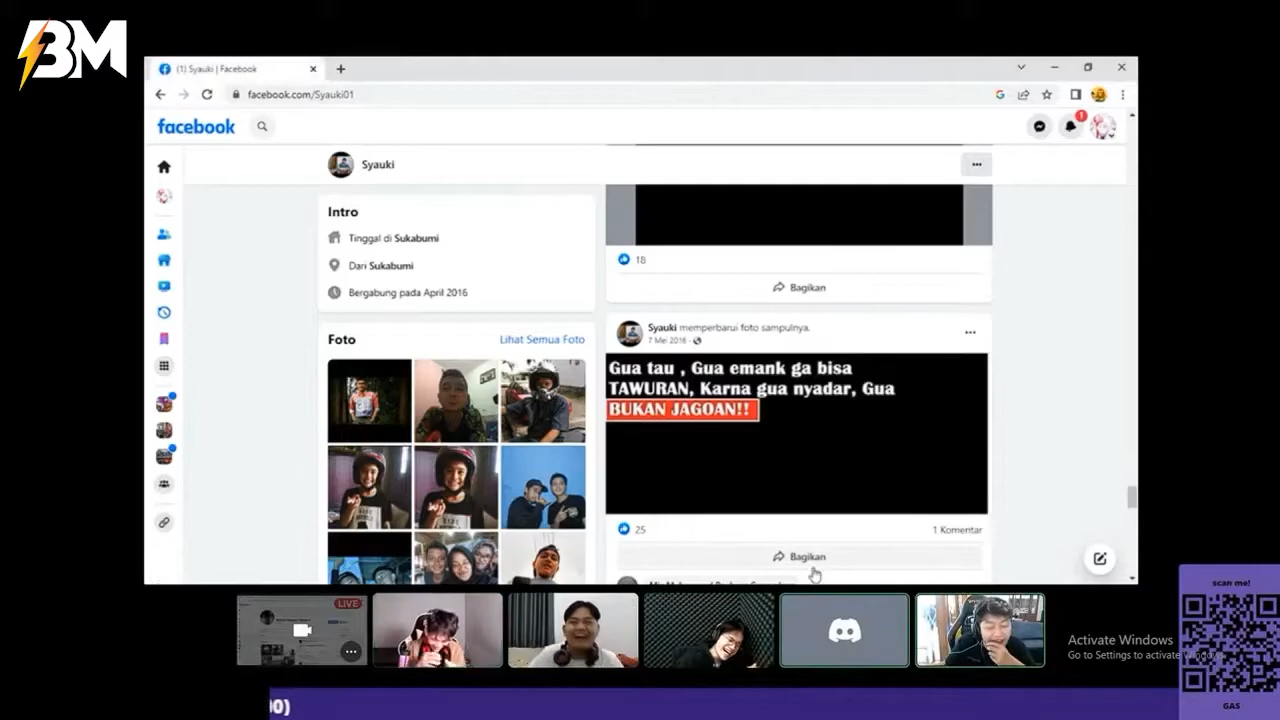 BM
(1) Syauki | Facebook
facebook.com/Syauki01
facebook
1
Syauki
Intro
Tinggal di Sukabumi
Dari Sukabumi
Bergabung pada April 2016
Foto
Lihat Semua Foto
18
Bagikan
Syauki memperbarui foto sampulnya.
7 Mei 2016
Gua tau , Gua emank ga bisa
TAWURAN, Karna gua nyadar, Gua
BUKAN JAGOAN!!
25
1 Komentar
Bagikan
LIVE
Activate Windows
Go to Settings to activate Windows.
scan me!
GAS
0)